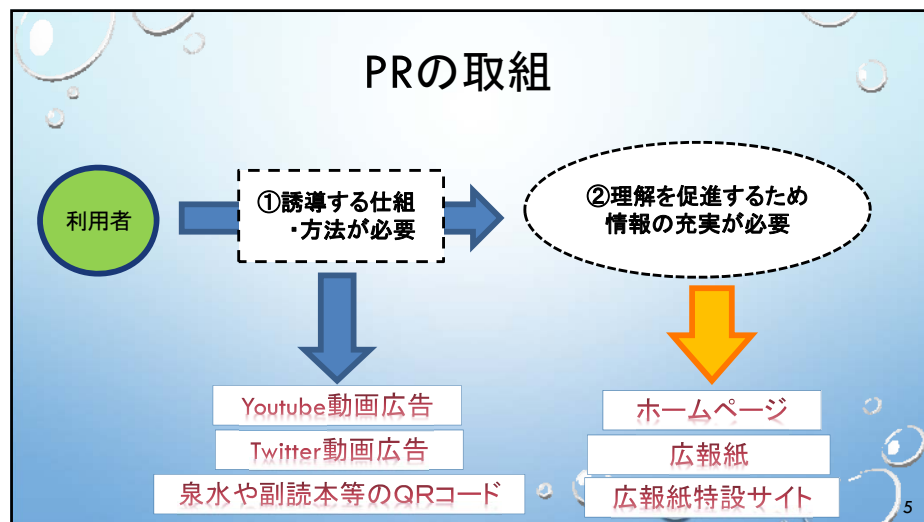 PRの取組
利用者
①誘導する仕組
・方法が必要
②理解を促進するため
情報の充実が必要
Youtube動画広告
Twitter動画広告
泉水や副読本等のQRコード
ホームページ
広報紙
広報紙特設サイト
5